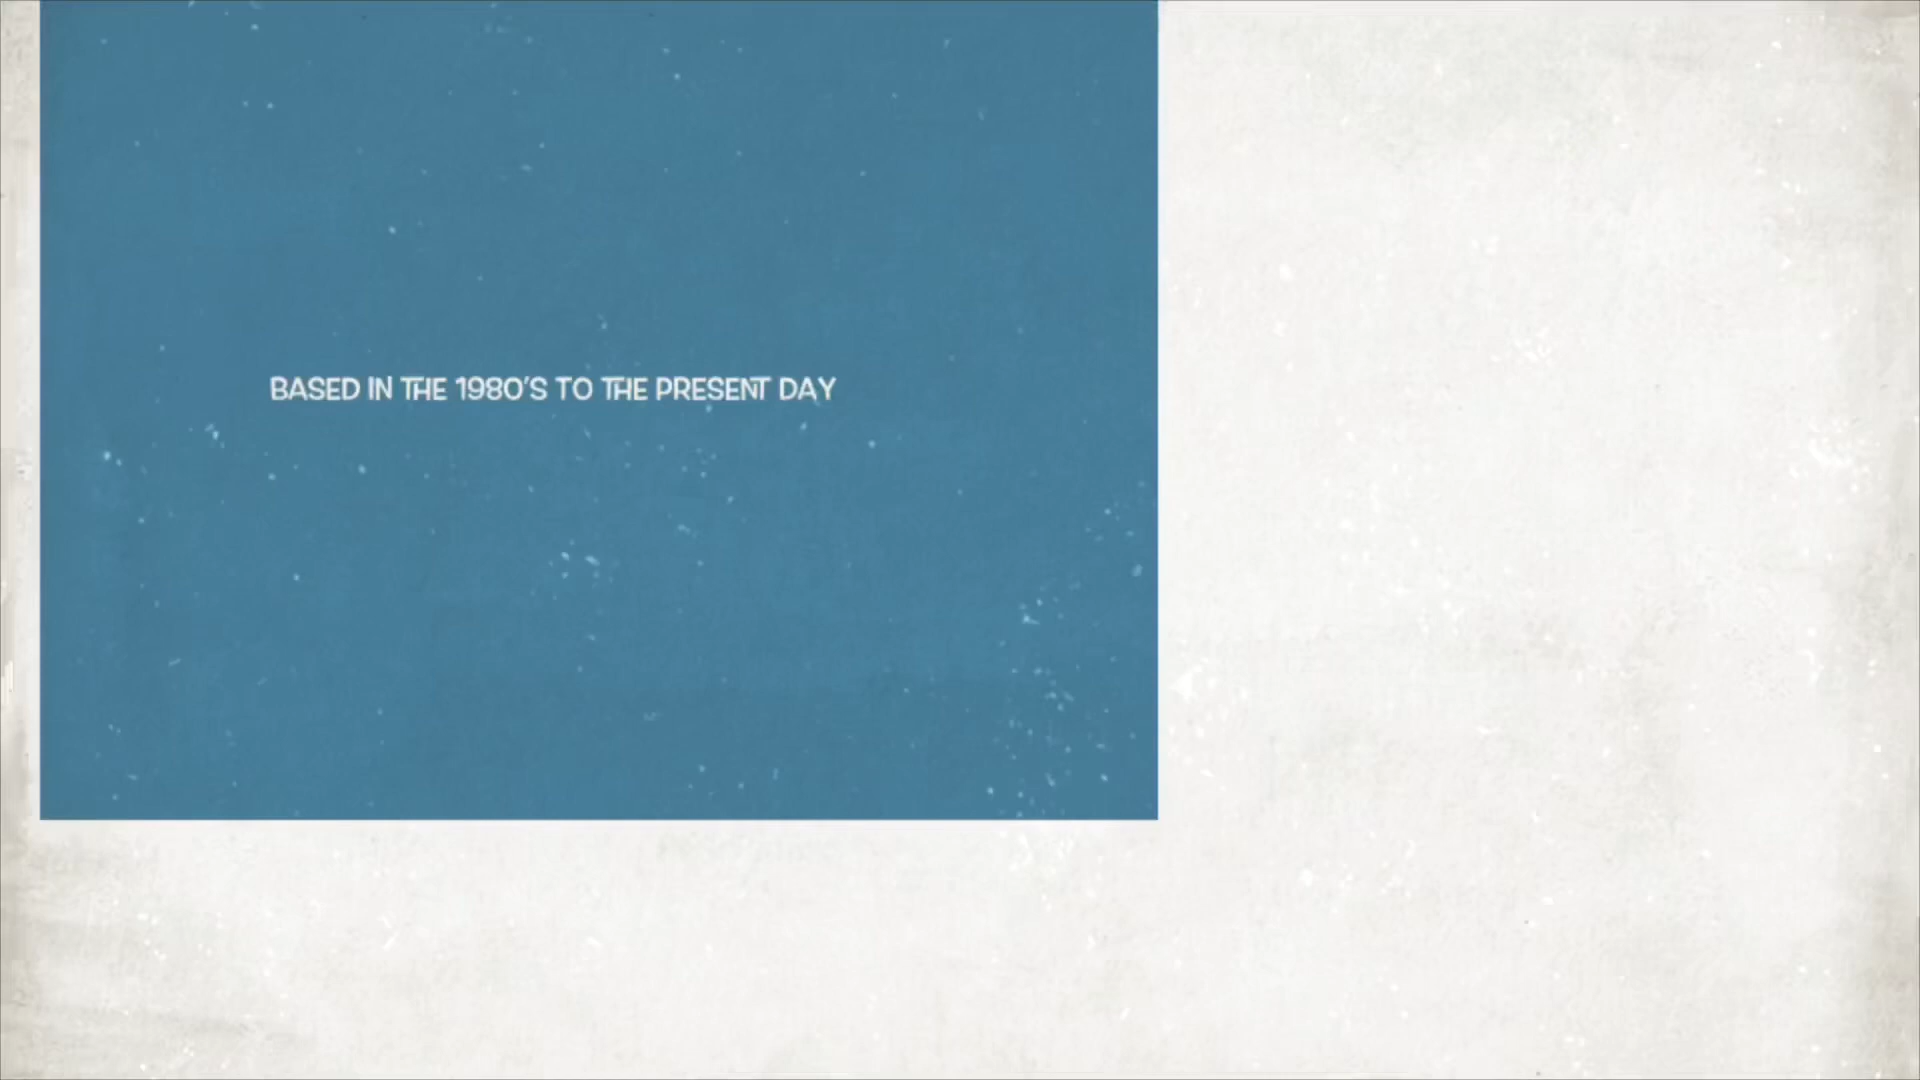 BASED IN THE 1980'S TO THE PRESENT DAY